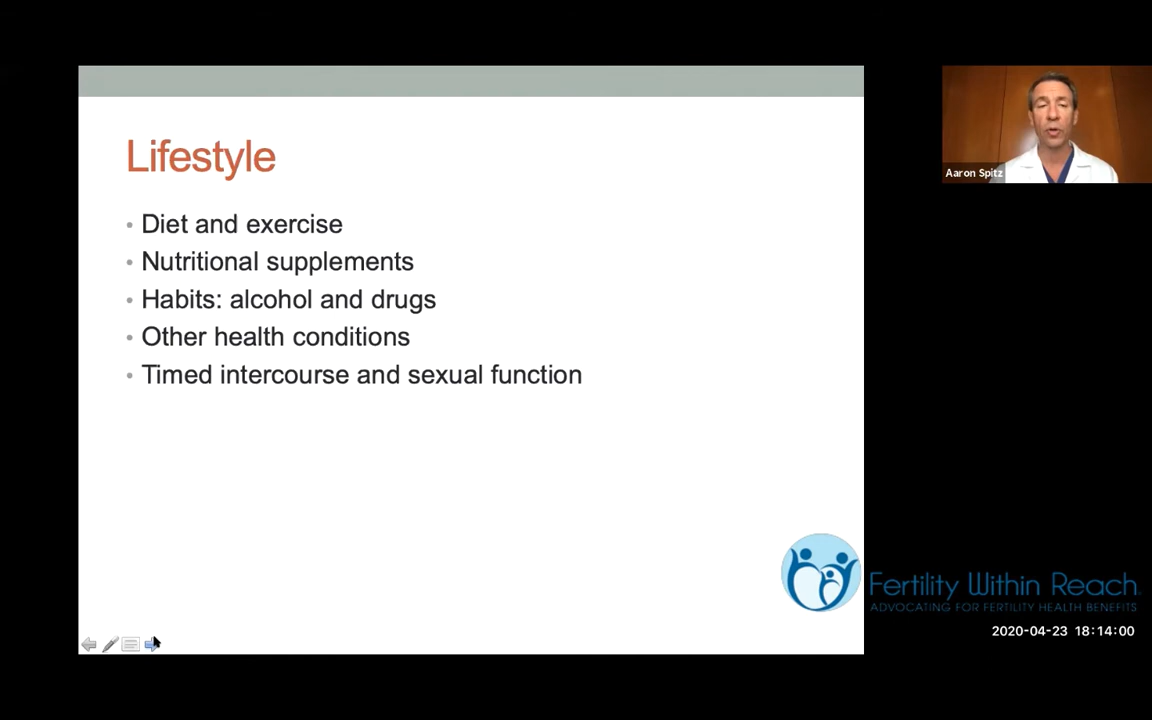 Lifestyle
• Diet and exercise
• Nutritional supplements
• Habits: alcohol and drugs
• Other health conditions
• Timed intercourse and sexual function
Aaron Spitz
Fertility Within Reach.
ADVOCATING FOR FERTILITY HEALTH BENEFITS
2020-04-23 18:14:00